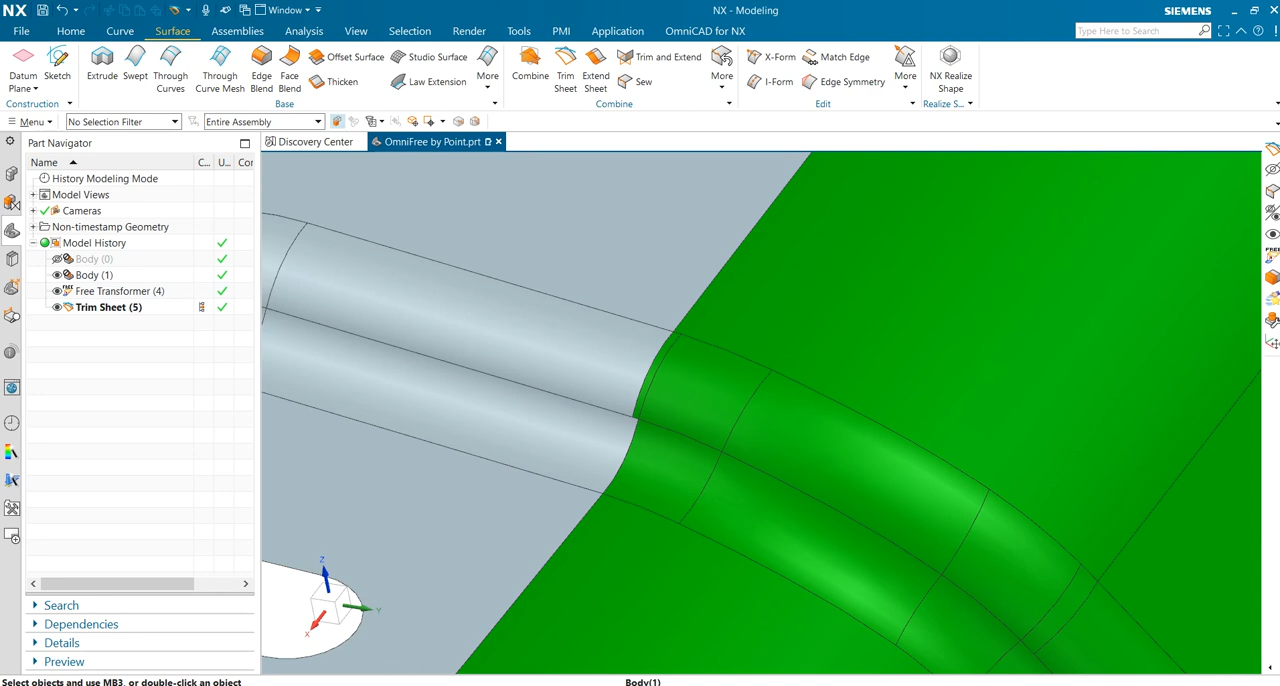 NX
Window
NX - Modeling
SIEMENS
File
Home
Curve
Surface
Assemblies
Analysis
View
Selection
Render
Tools
PMI
Application
OmniCAD for NX
Type Here to Search
Datum Plane
Sketch
Construction
Extrude
Swept
Through Curves
Through Curve Mesh
Edge Blend
Face Blend
Offset Surface
Thicken
Studio Surface
Law Extension
More
Base
Combine
Trim Sheet
Extend Sheet
Trim and Extend
Sew
More
Combine
X-Form
I-Form
Match Edge
Edge Symmetry
More
Edit
NX Realize Shape
Realize S...
Menu
No Selection Filter
Entire Assembly
Part Navigator
Discovery Center
OmniFree by Point.prt
Name
C...
U...
Cor
History Modeling Mode
Model Views
Cameras
Non-timestamp Geometry
Model History
Body (0)
Body (1)
Free Transformer (4)
Trim Sheet (5)
Search
Dependencies
Details
Preview
Z
Y
X
FREE
Select objects and use MB3, or double-click an object
Body(1)